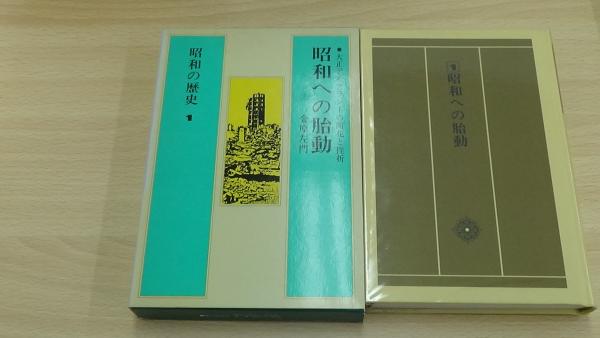 昭和の歴史 1
昭和への胎動
金原左門
1 昭和への胎動